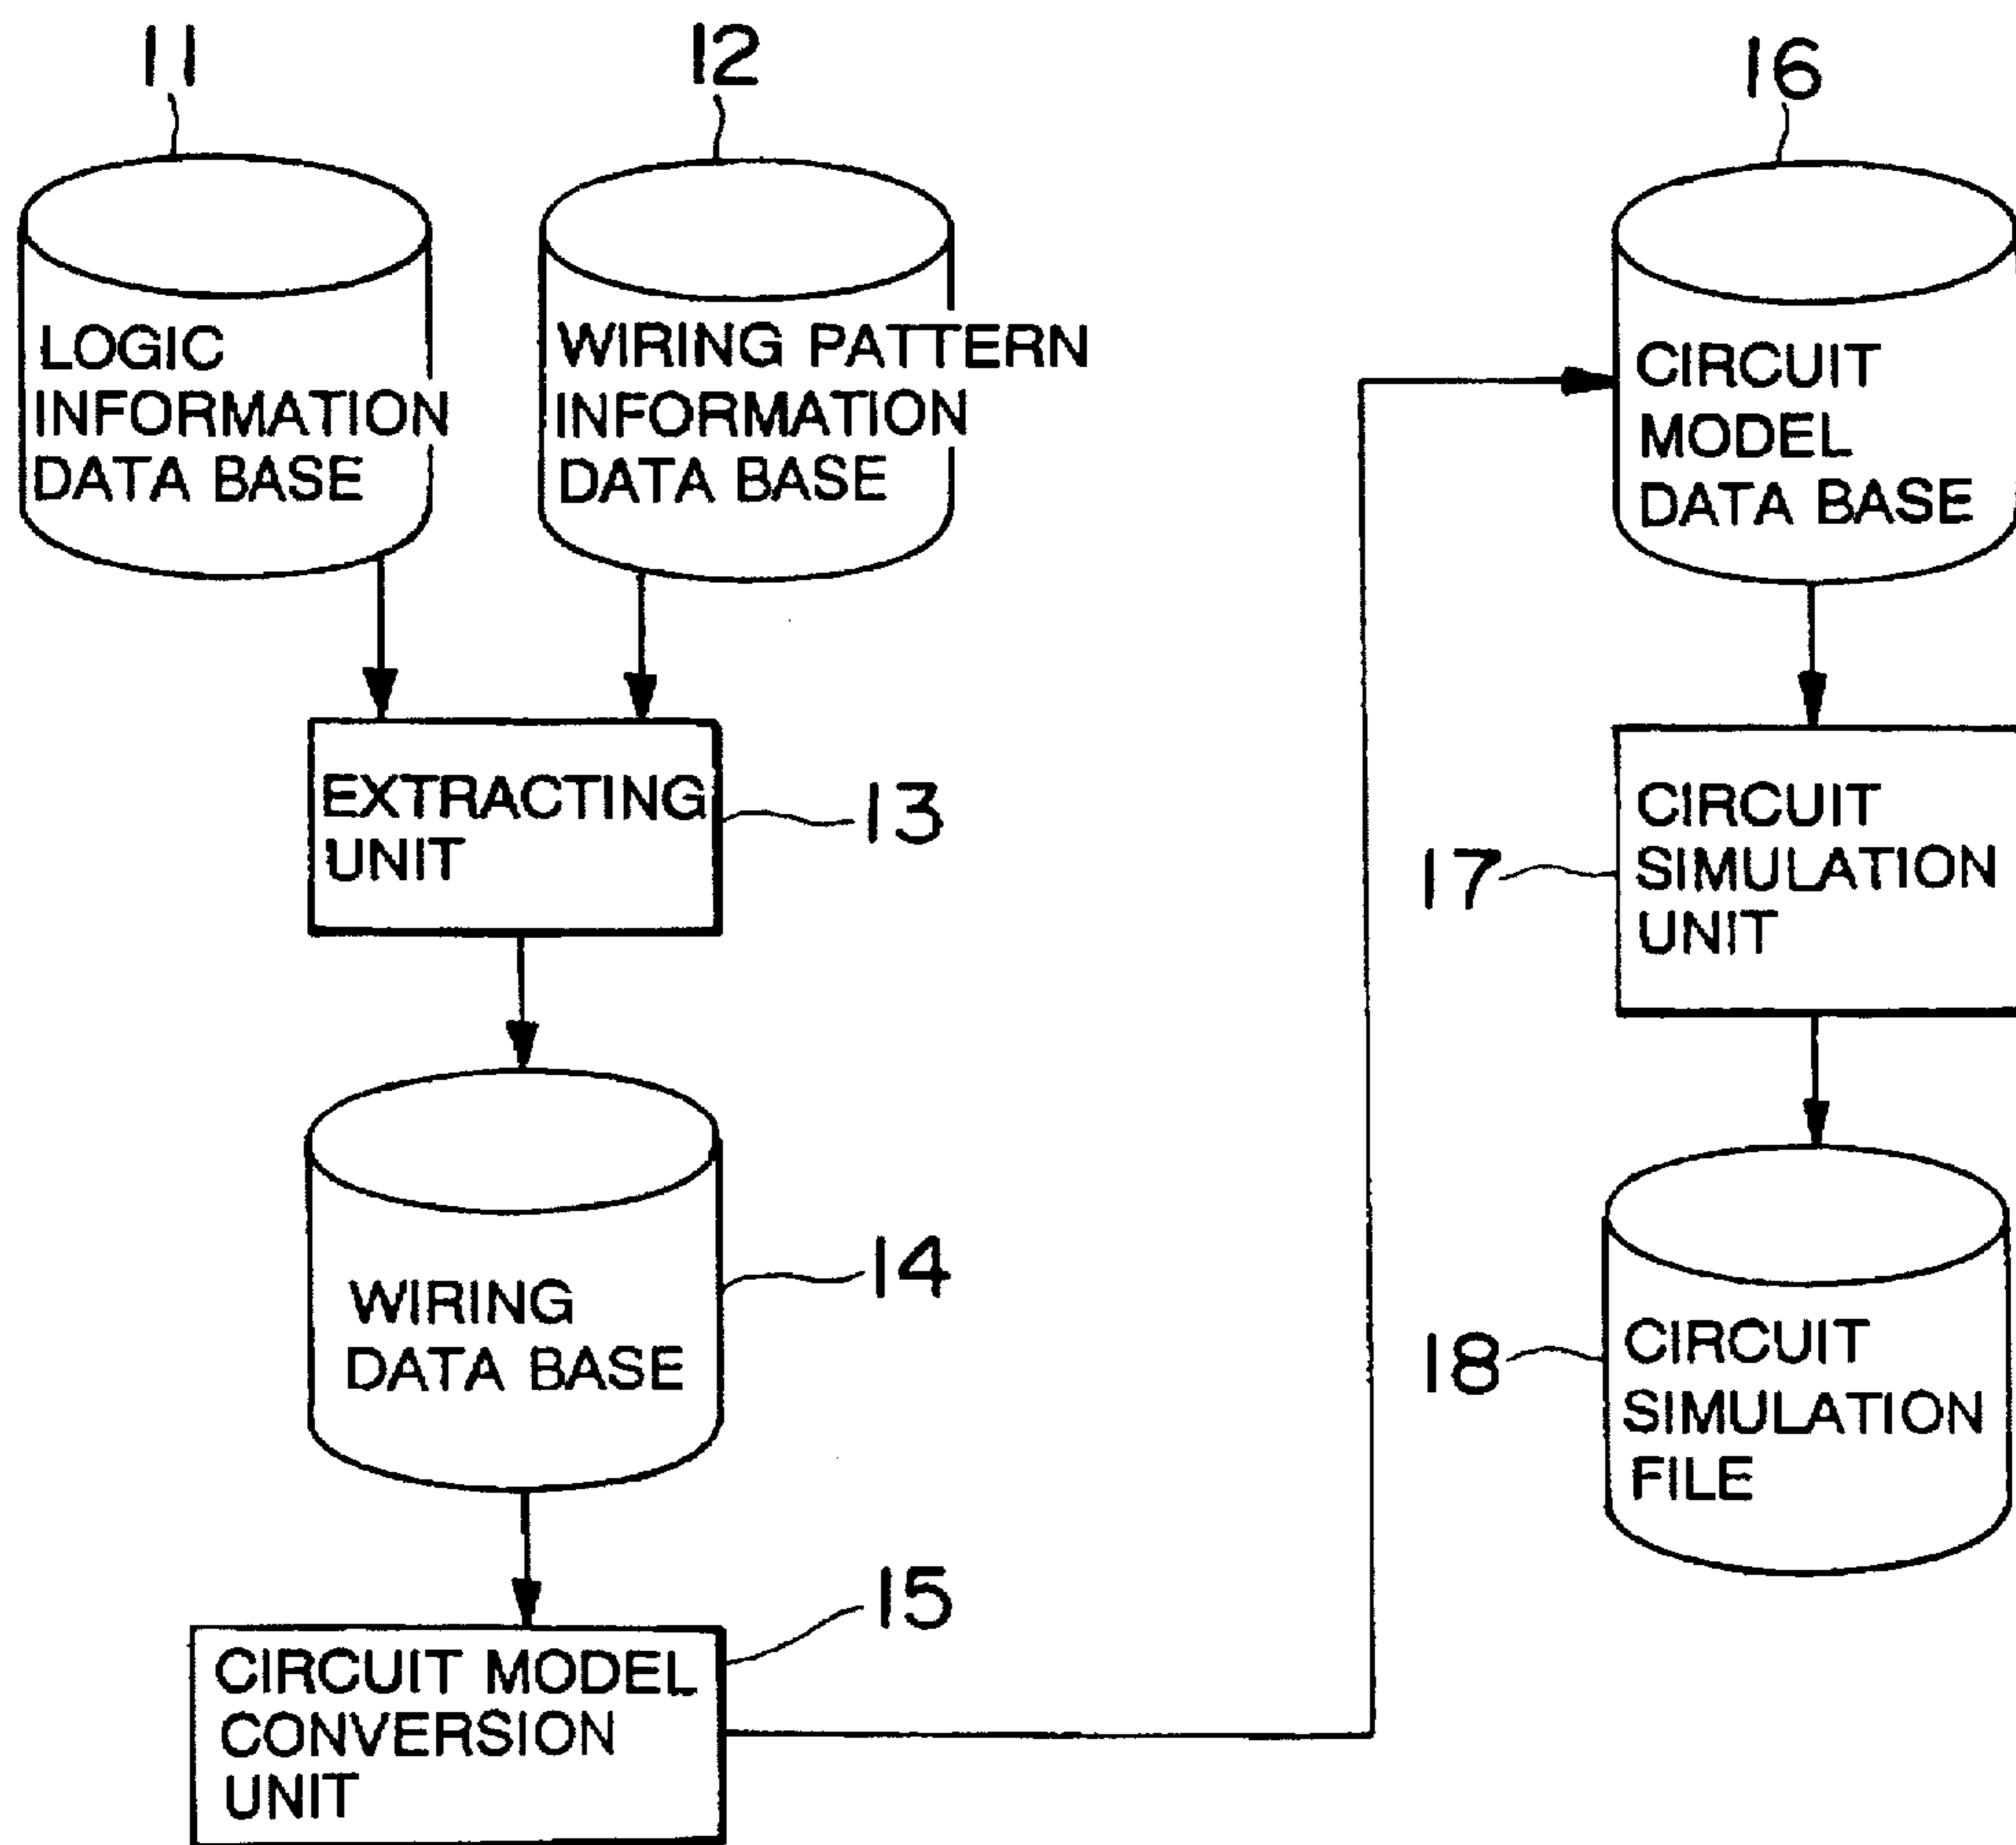 11
12
16
LOGIC
INFORMATION
DATA BASE
WIRING PATTERN
INFORMATION
DATA BASE
CIRCUIT
MODEL
DATA BASE
EXTRACTING
UNIT
13
17
CIRCUIT
SIMULATION
UNIT
14
WIRING
DATA BASE
18
CIRCUIT
SIMULATION
FILE
15
CIRCUIT MODEL
CONVERSION
UNIT